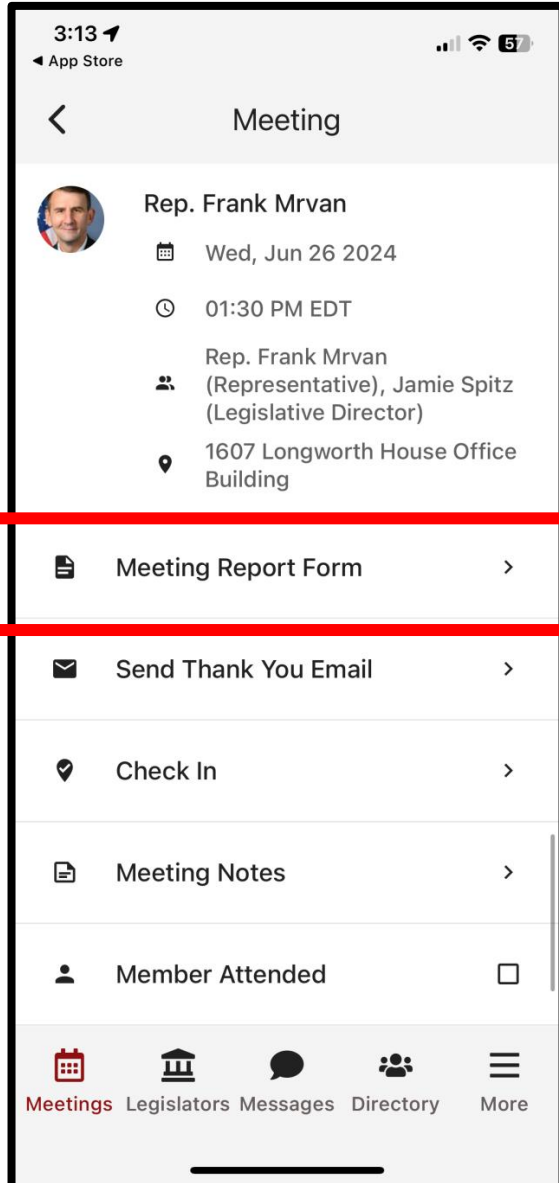 3:13
57
◀ App Store
Meeting
Rep. Frank Mrvan
Wed, Jun 26 2024
01:30 PM EDT
Rep. Frank Mrvan
(Representative), Jamie Spitz
(Legislative Director)
1607 Longworth House Office
Building
Meeting Report Form
Send Thank You Email
Check In
Meeting Notes
Member Attended
Meetings Legislators Messages Directory More